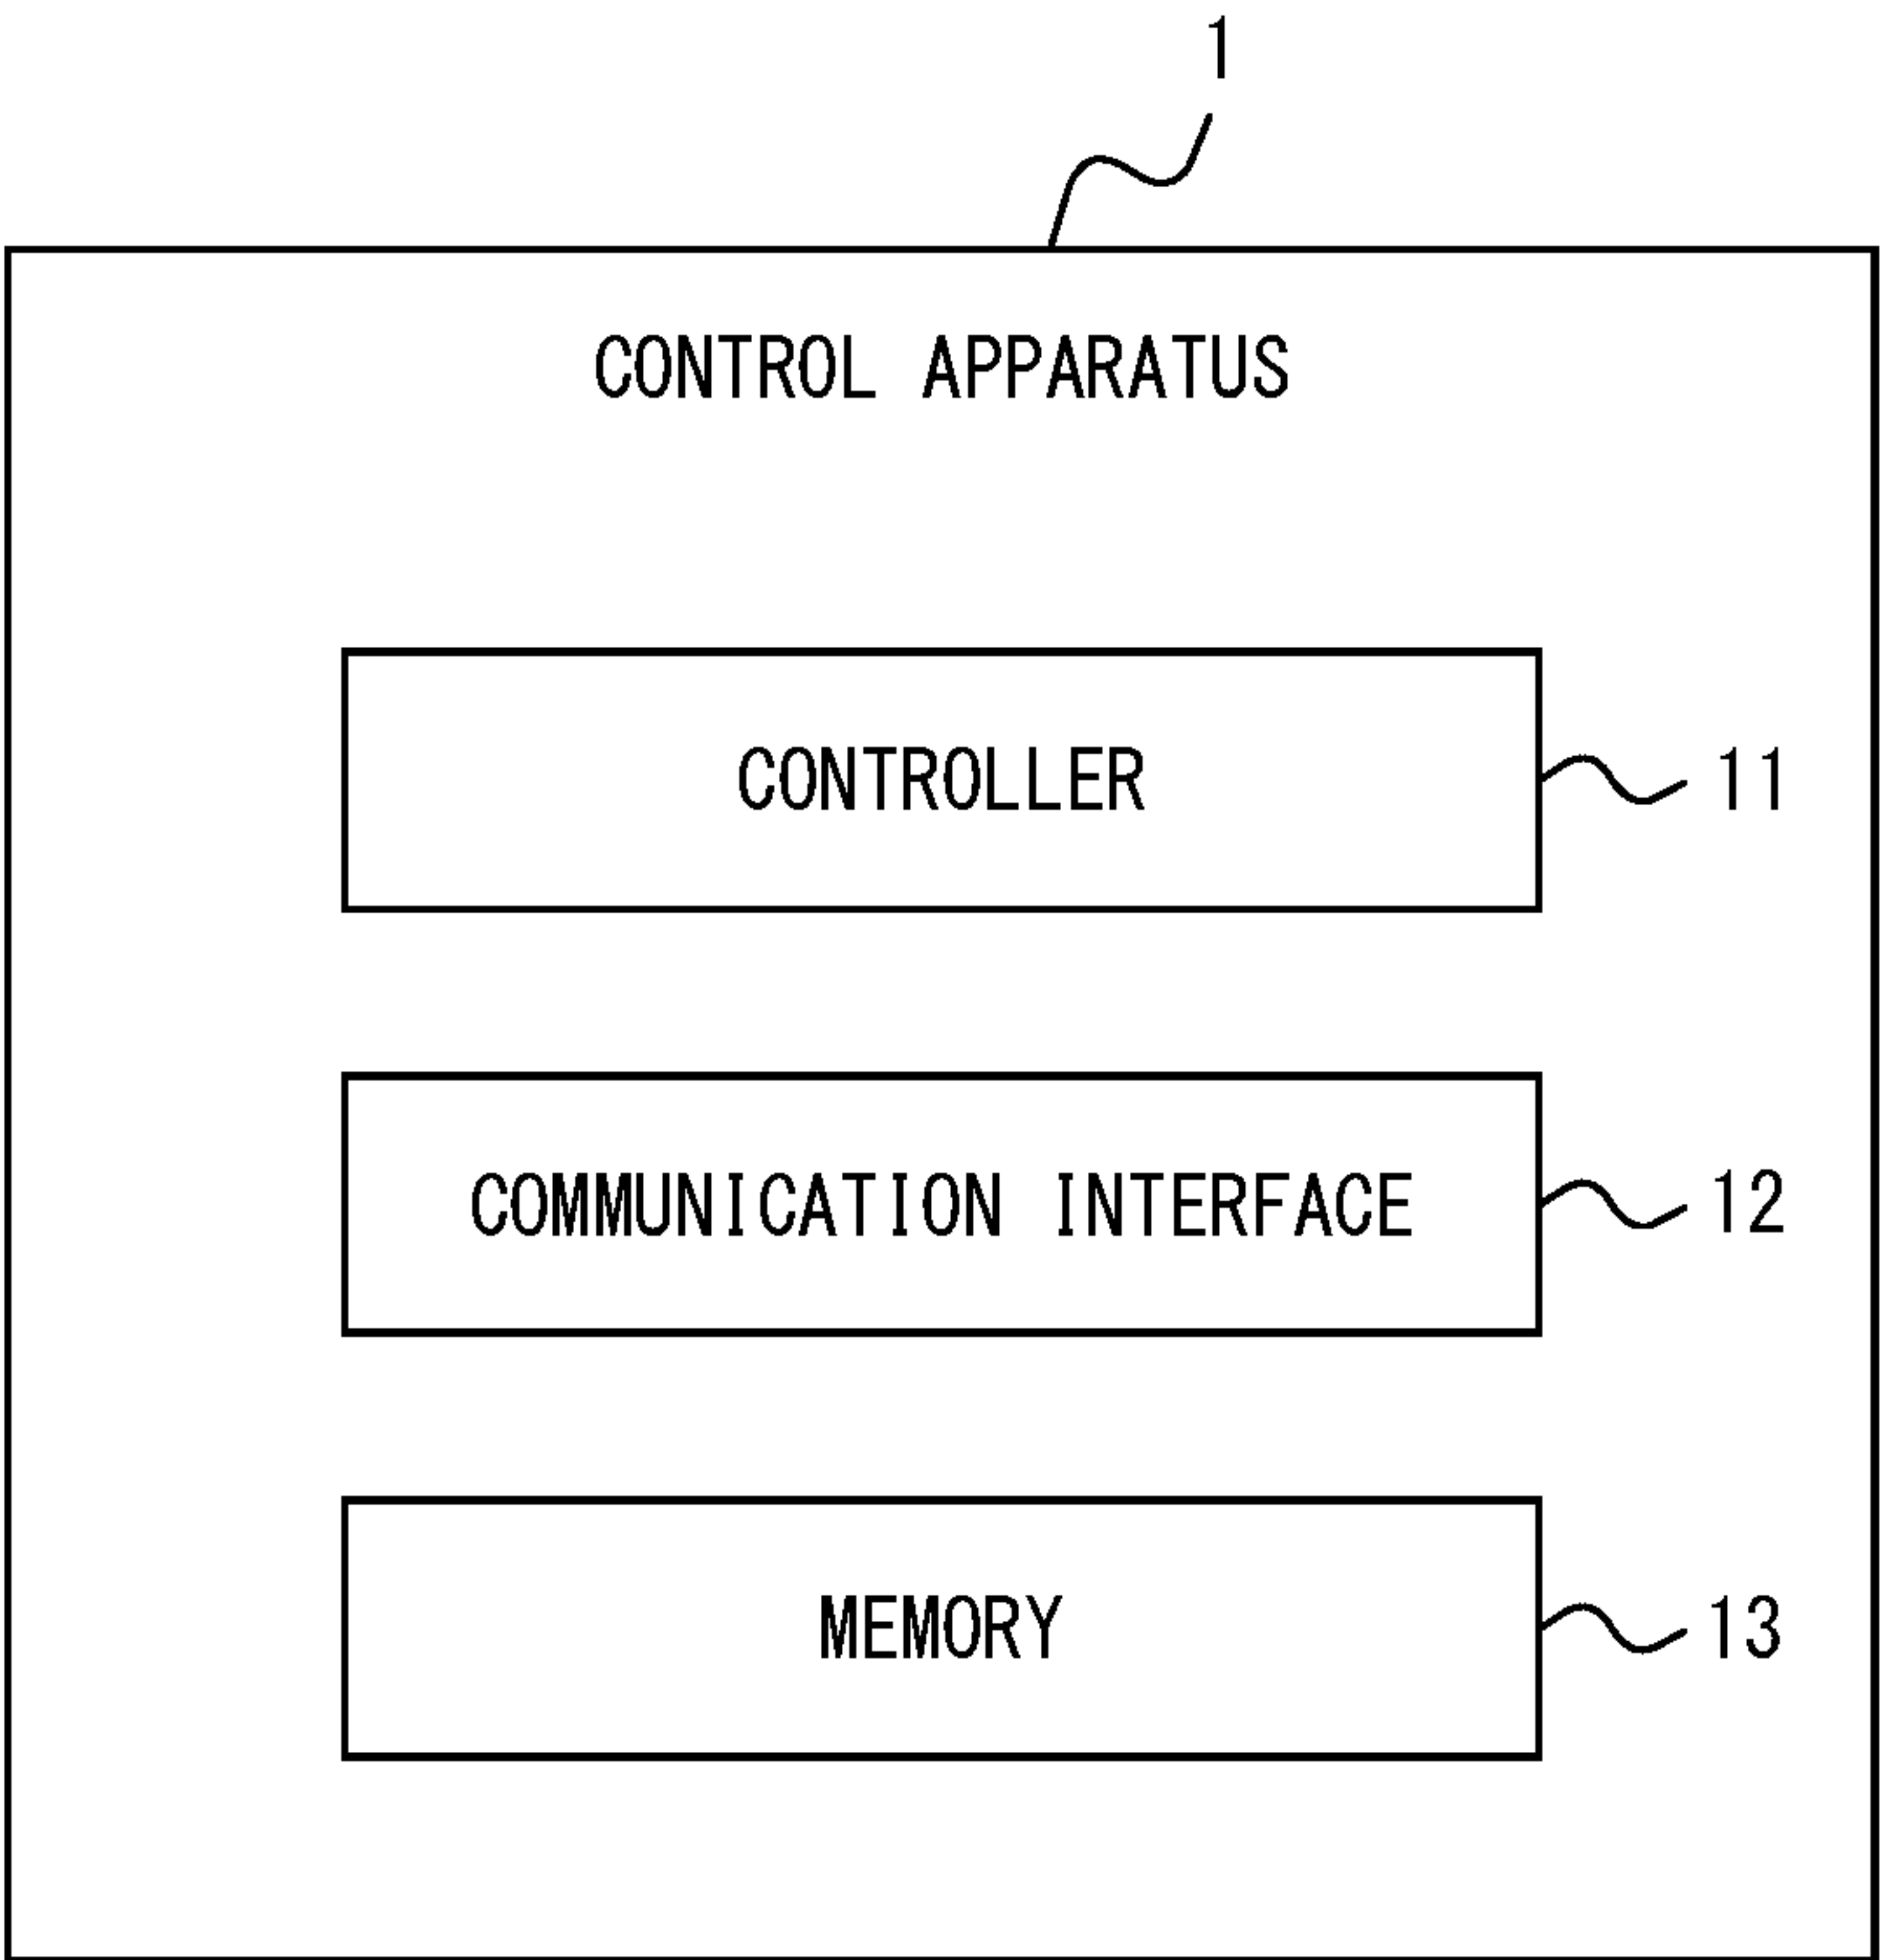 1
CONTROL APPARATUS
CONTROLLER 11
COMMUNICATION INTERFACE 12
MEMORY 13